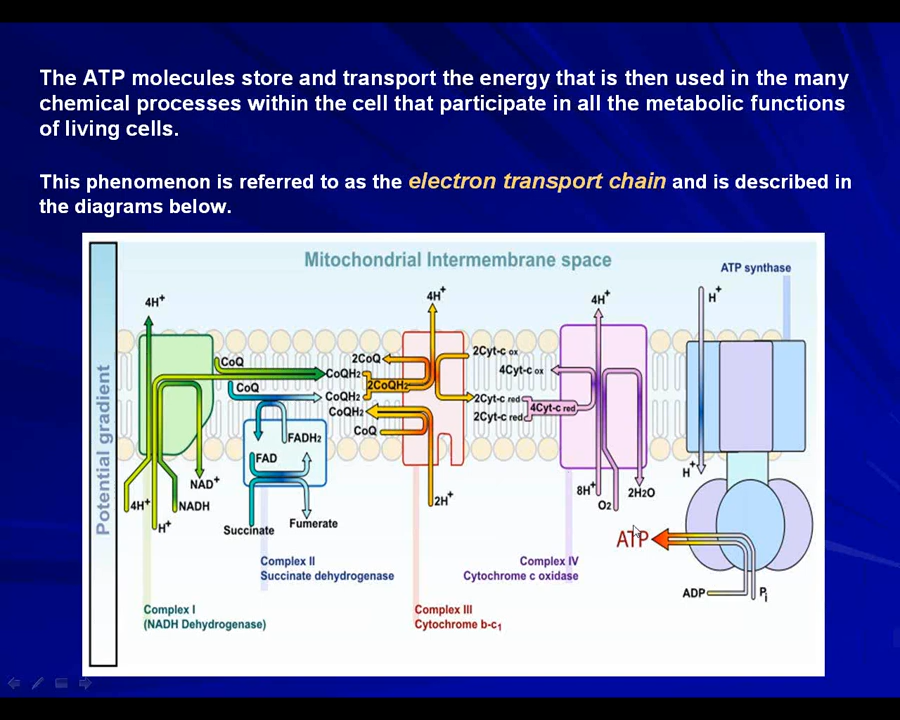 The ATP molecules store and transport the energy that is then used in the many
chemical processes within the cell that participate in all the metabolic functions
of living cells.
This phenomenon is referred to as the electron transport chain and is described in
the diagrams below.
Mitochondrial Intermembrane space
ATP synthase
Potential gradient
4H+
4H+
4H+
H+
CoQ
CoQ
CoQH2
CoQH2
CoQH2
CoQ
2CoQ
2CoQH2
2Cyt-c ox
4Cyt-c ox
2Cyt-c red
2Cyt-c red
4Cyt-c red
FADH2
FAD
NAD+
NADH
4H+
H+
Succinate
Fumerate
2H+
8H+
O2
2H2O
H+
ATP
ADP
Pi
Complex II
Succinate dehydrogenase
Complex IV
Cytochrome c oxidase
Complex I
(NADH Dehydrogenase)
Complex III
Cytochrome b-c1